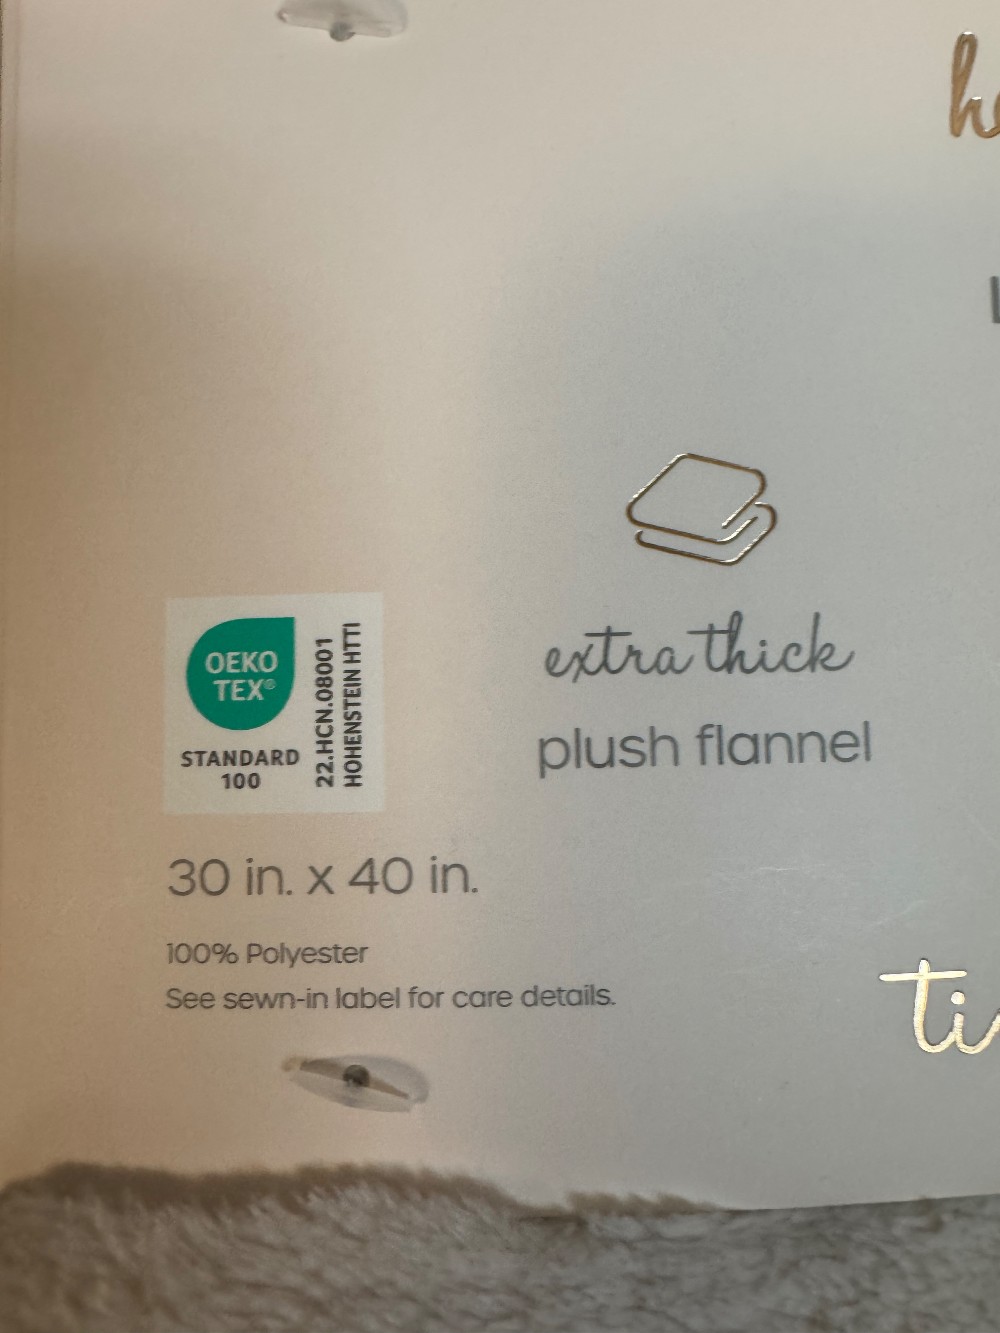 OEKO
TEX®
STANDARD
100
22.HCN.08001
HOHENSTEIN HTTI
extra thick
plush flannel
30 in. x 40 in.
100% Polyester
See sewn-in label for care details.